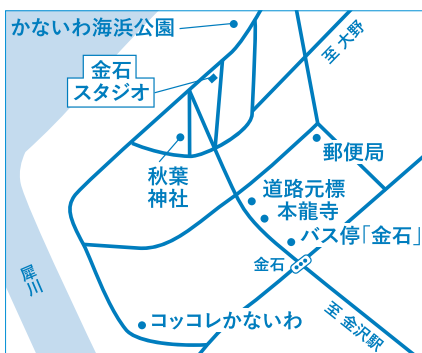 かないわ海浜公園
至 大野
金石
スタジオ
郵便局
秋葉
神社
道路元標
本龍寺
バス停「金石」
金石
犀川
至 金沢駅
コッコレかないわ